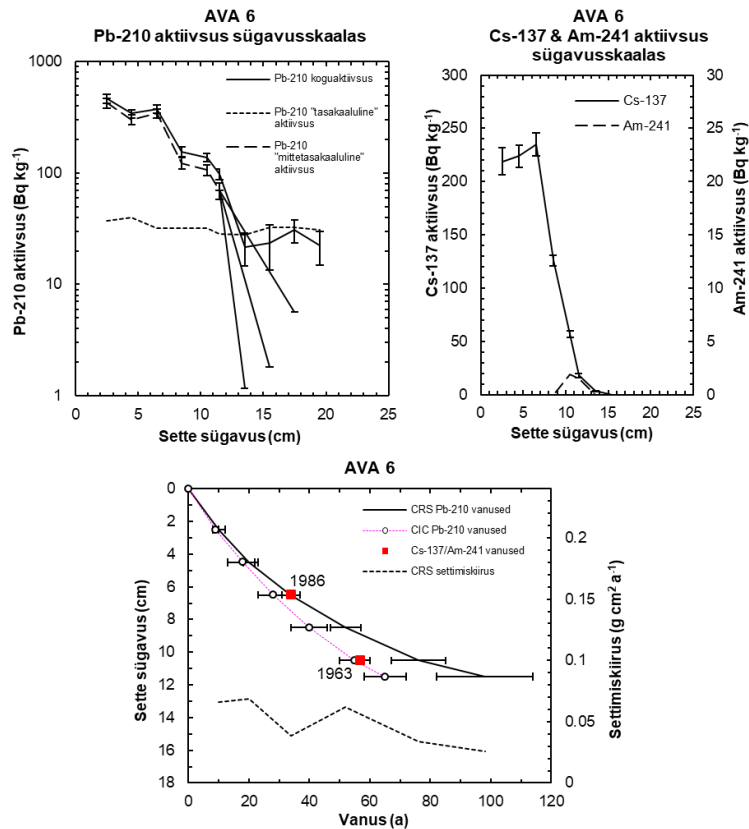 AVA 6
Pb-210 aktiivsus sügavusskaalas
Pb-210 aktiivsus (Bq kg-1)
1000
100
10
1
Pb-210 koguaktiivsus
Pb-210 "tasakaaluline"
aktiivsus
Pb-210
"mittetasakaaluline"
aktiivsus
0 5 10 15 20 25
Sette sügavus (cm)
AVA 6
Cs-137 & Am-241 aktiivsus
sügavusskaalas
Cs-137 aktiivsus (Bq kg-1)
300
250
200
150
100
50
0
Cs-137
Am-241
30
25
20
15
10
5
0
Am-241 aktiivsus (Bq kg-1)
0 5 10 15 20 25
Sette sügavus (cm)
AVA 6
Sette sügavus (cm)
0
2
4
6
8
10
12
14
16
18
CRS Pb-210 vanused
CIC Pb-210 vanused
Cs-137/Am-241 vanused
CRS settimiskiirus
1986
1963
0,2
0,15
0,1
0,05
0
Settimiskiirus (g cm2 a-1)
0 20 40 60 80 100 120
Vanus (a)